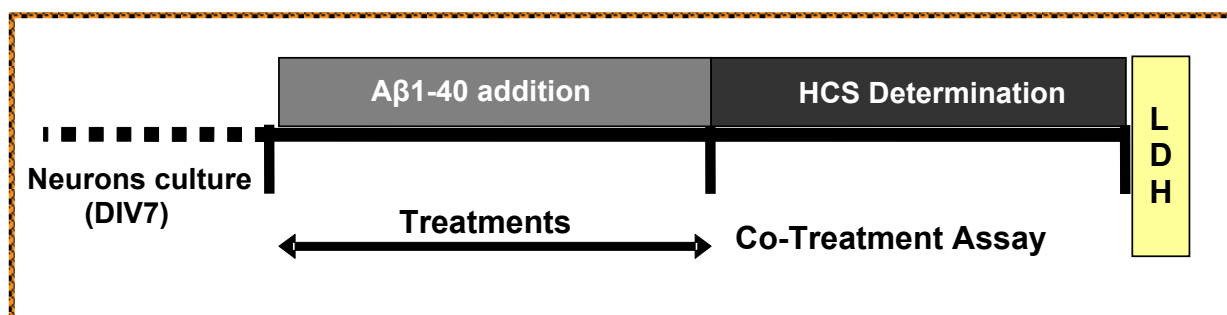 Aβ1-40 addition
HCS Determination
Neurons culture
(DIV7)
Treatments
Co-Treatment Assay
L
D
H